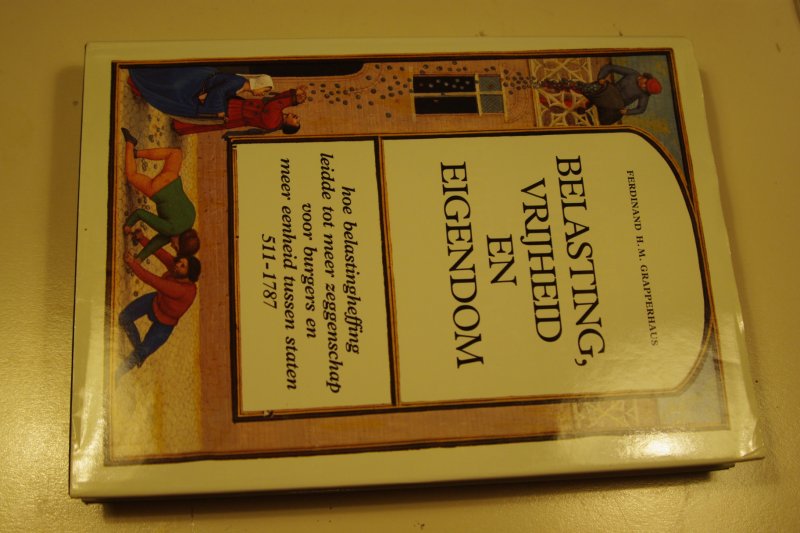 FERDINAND H. M. GRAPPERHAUS
BELASTING,
VRIJHEID
EN
EIGENDOM
hoe belastingheffing
leidde tot meer zeggenschap
voor burgers en
meer eenheid tussen staten
511-1787